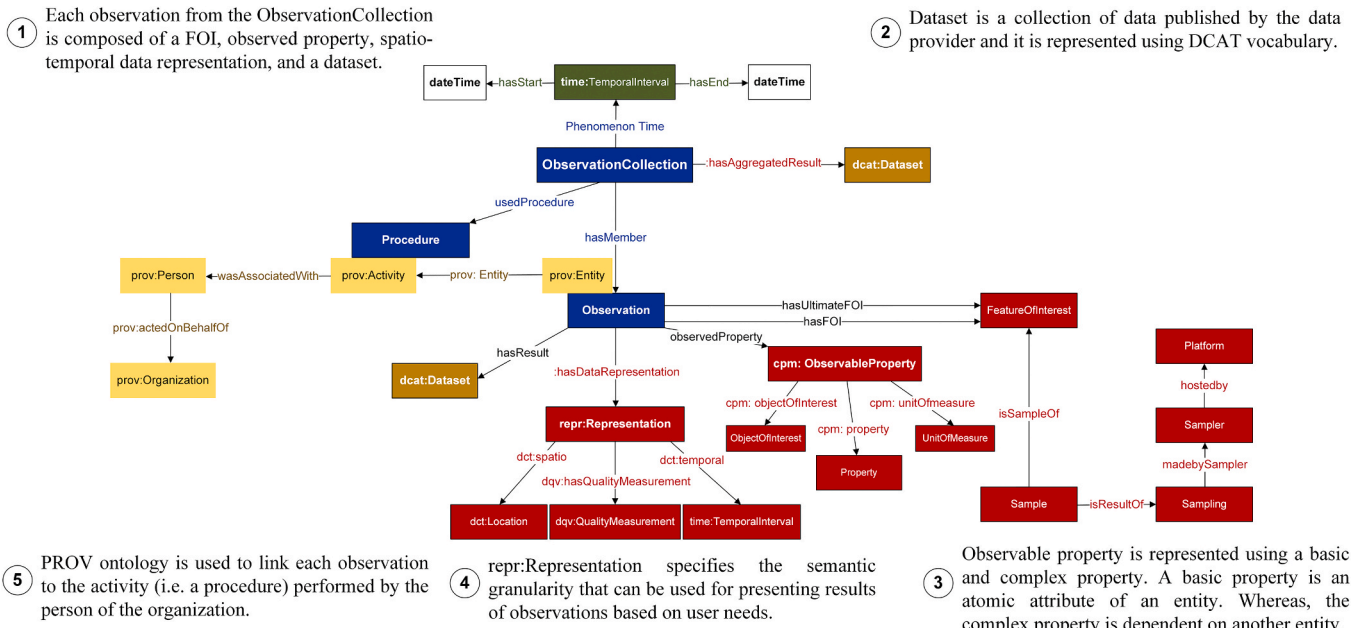 1
Each observation from the ObservationCollection
is composed of a FOI, observed property, spatio-
temporal data representation, and a dataset.
2
Dataset is a collection of data published by the data
provider and it is represented using DCAT vocabulary.
dateTime
hasStart
time:TemporalInterval
hasEnd
dateTime
Phenomenon Time
ObservationCollection
:hasAggregatedResult
dcat:Dataset
usedProcedure
hasMember
Procedure
prov:Person
wasAssociatedWith
prov:Activity
prov: Entity
prov:Entity
prov:actedOnBehalfOf
prov:Organization
Observation
hasUltimateFOI
hasFOI
FeatureOfInterest
hasResult
dcat:Dataset
observedProperty
:hasDataRepresentation
cpm: ObservableProperty
cpm: objectOfInterest
cpm: unitOfmeasure
cpm: property
ObjectOfInterest
UnitOfMeasure
Property
isSampleOf
Platform
hostedby
Sampler
madebySampler
Sample
isResultOf
Sampling
repr:Representation
dct:spatio
dct:temporal
dqv:hasQualityMeasurement
dct:Location
dqv:QualityMeasurement
time:TemporalInterval
5
PROV ontology is used to link each observation
to the activity (i.e. a procedure) performed by the
person of the organization.
4
repr:Representation specifies the semantic
granularity that can be used for presenting results
of observations based on user needs.
3
Observable property is represented using a basic
and complex property. A basic property is an
atomic attribute of an entity. Whereas, the
complex property is dependent on another entity